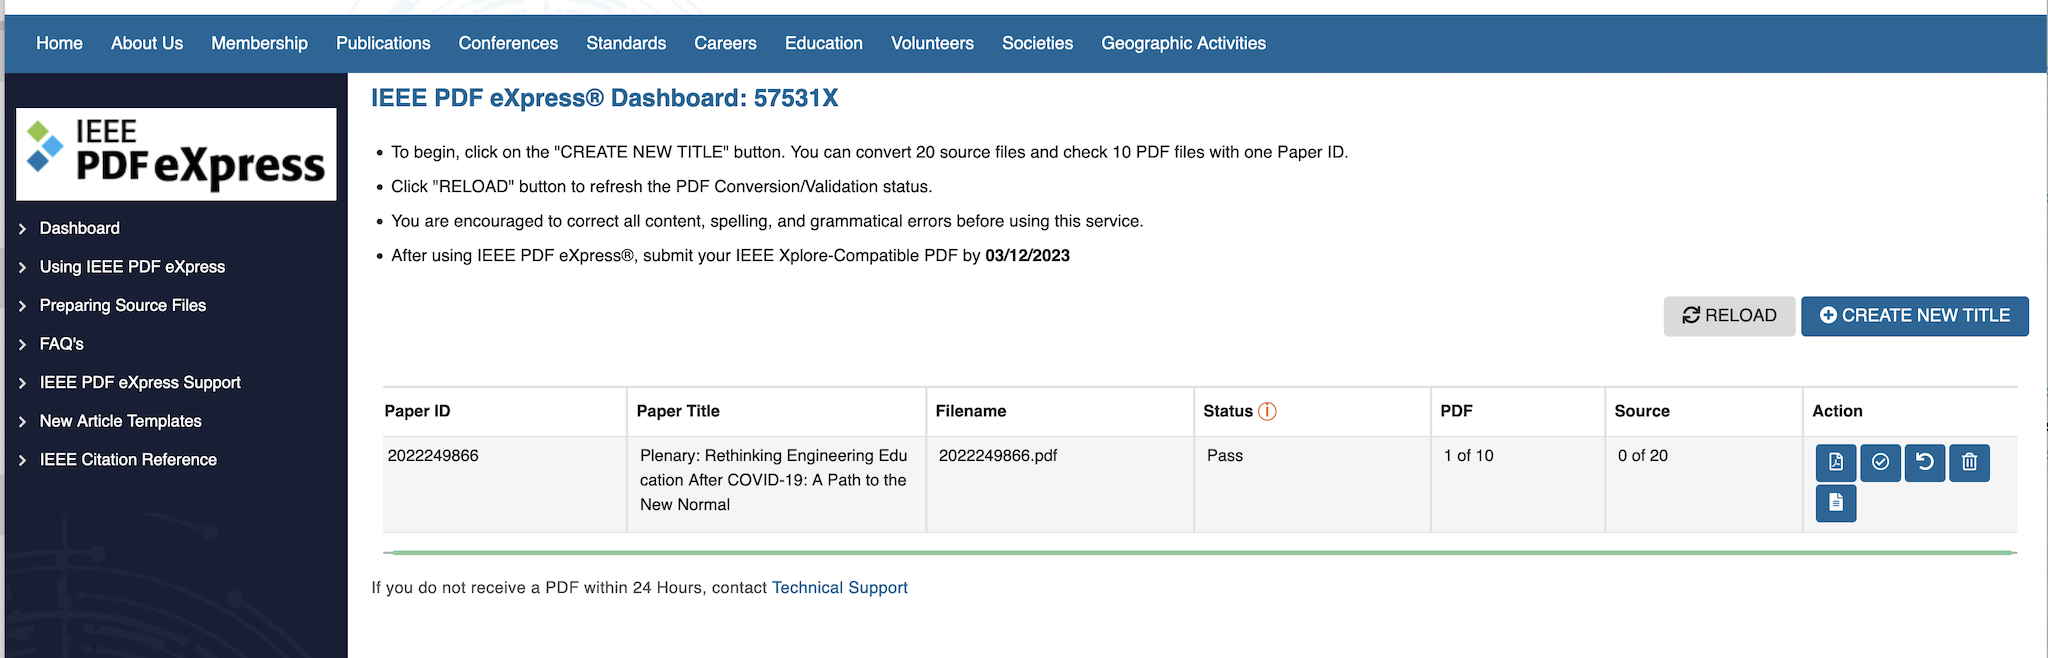 Home About Us Membership Publications Conferences Standards Careers Education Volunteers Societies Geographic Activities
IEEE
PDF eXpress
Dashboard
Using IEEE PDF eXpress
Preparing Source Files
FAQ's
IEEE PDF eXpress Support
New Article Templates
IEEE Citation Reference
IEEE PDF eXpress® Dashboard: 57531X
• To begin, click on the "CREATE NEW TITLE" button. You can convert 20 source files and check 10 PDF files with one Paper ID.
• Click "RELOAD" button to refresh the PDF Conversion/Validation status.
• You are encouraged to correct all content, spelling, and grammatical errors before using this service.
• After using IEEE PDF eXpress®, submit your IEEE Xplore-Compatible PDF by 03/12/2023
RELOAD CREATE NEW TITLE
Paper ID Paper Title Filename Status PDF Source Action
2022249866 Plenary: Rethinking Engineering Edu 2022249866.pdf Pass 1 of 10 0 of 20
cation After COVID-19: A Path to the
New Normal
If you do not receive a PDF within 24 Hours, contact Technical Support